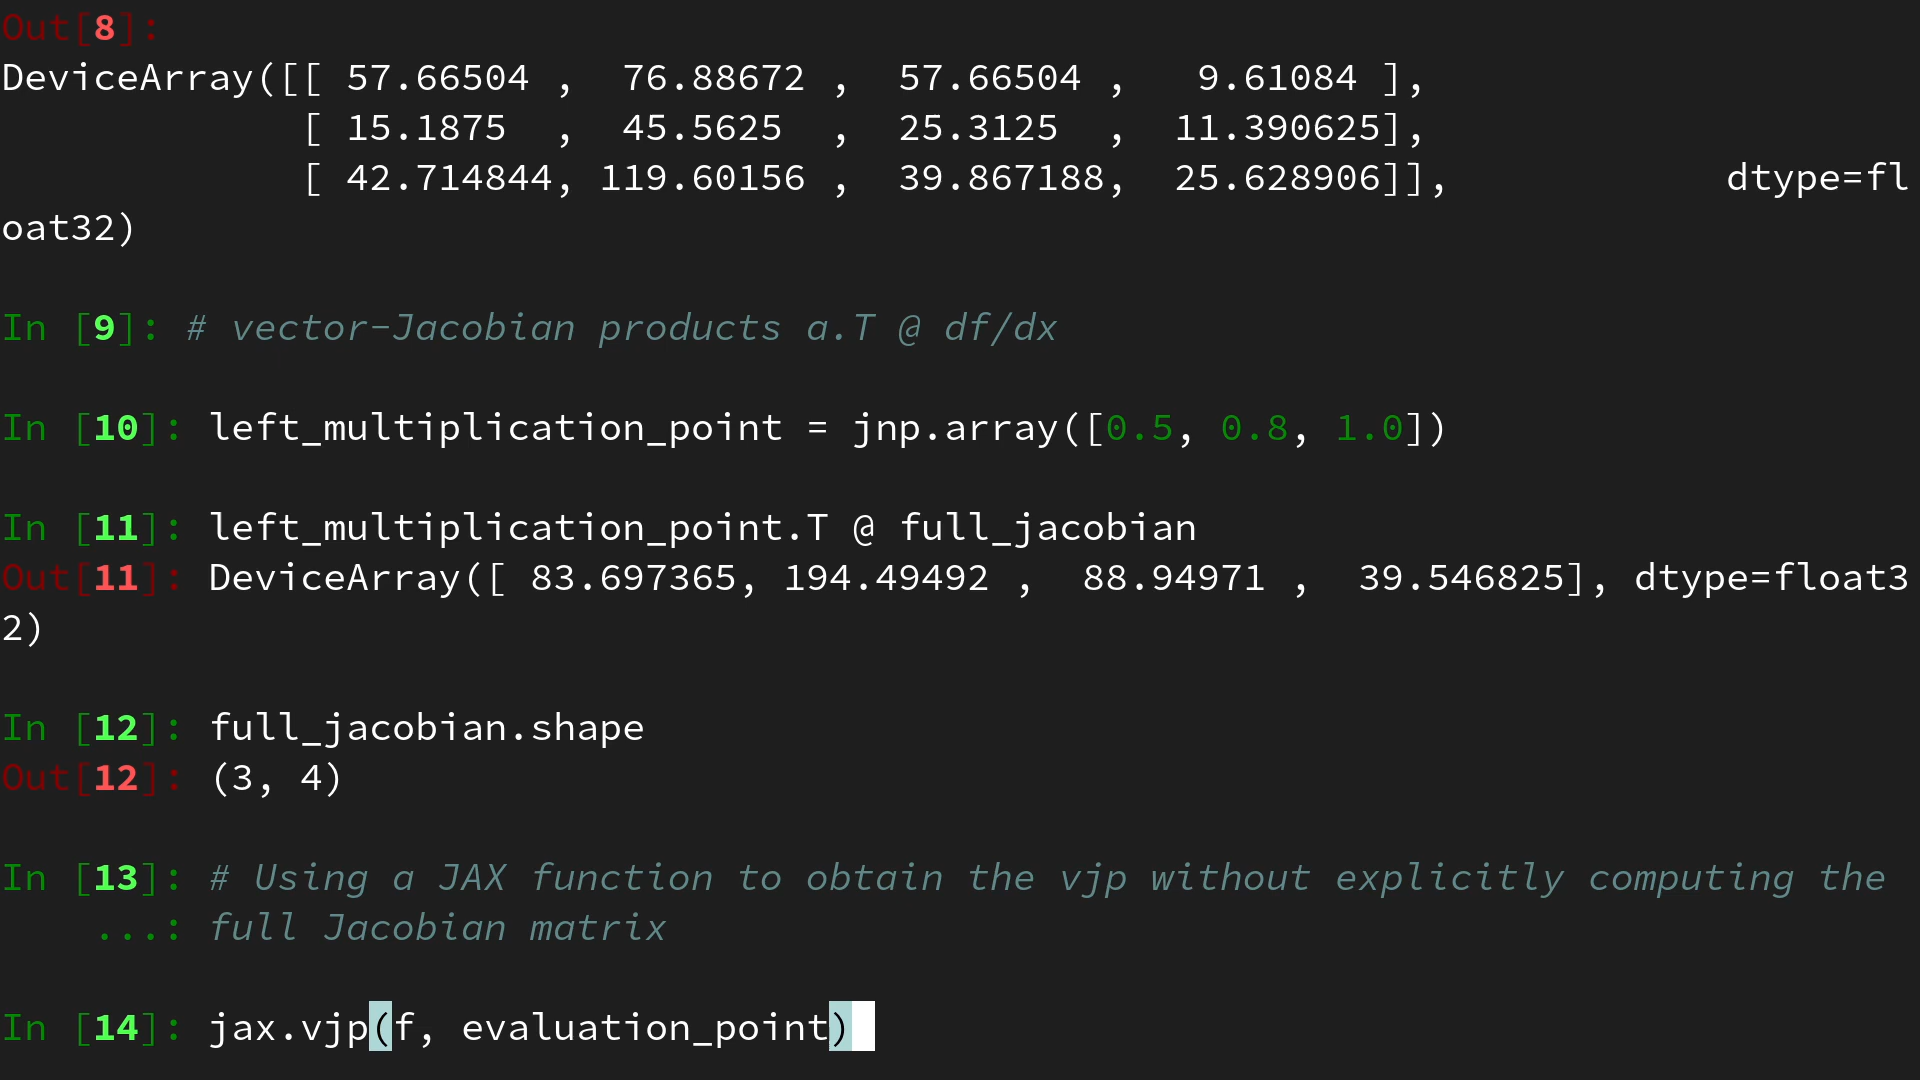 Out[8]:
DeviceArray([[ 57.66504 ,  76.88672 ,  57.66504 ,   9.61084 ],
             [ 15.1875  ,  45.5625  ,  25.3125  ,  11.390625],
             [ 42.714844, 119.60156 ,  39.867188,  25.628906]],            dtype=fl
oat32)
In [9]: # vector-Jacobian products a.T @ df/dx
In [10]: left_multiplication_point = jnp.array([0.5, 0.8, 1.0])
In [11]: left_multiplication_point.T @ full_jacobian
Out[11]: DeviceArray([ 83.697365, 194.49492 ,  88.94971 ,  39.546825], dtype=float3
2)
In [12]: full_jacobian.shape
Out[12]: (3, 4)
In [13]: # Using a JAX function to obtain the vjp without explicitly computing the
    ...: full Jacobian matrix
In [14]: jax.vjp(f, evaluation_point)